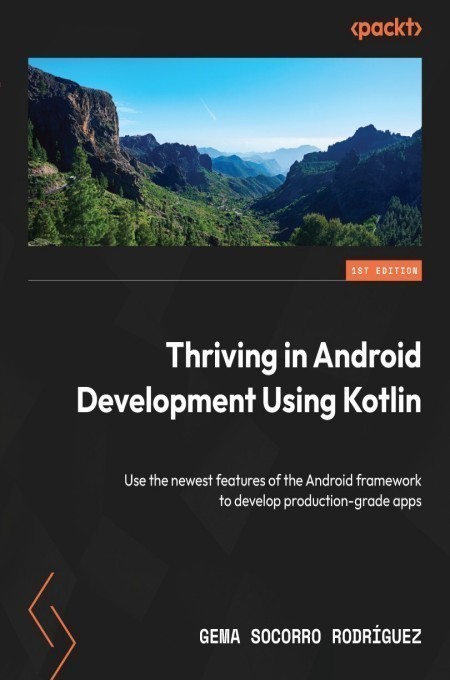 <packt>
1ST EDITION
Thriving in Android
Development Using Kotlin
Use the newest features of the Android framework
to develop production-grade apps
GEMA SOCORRO RODRÍGUEZ